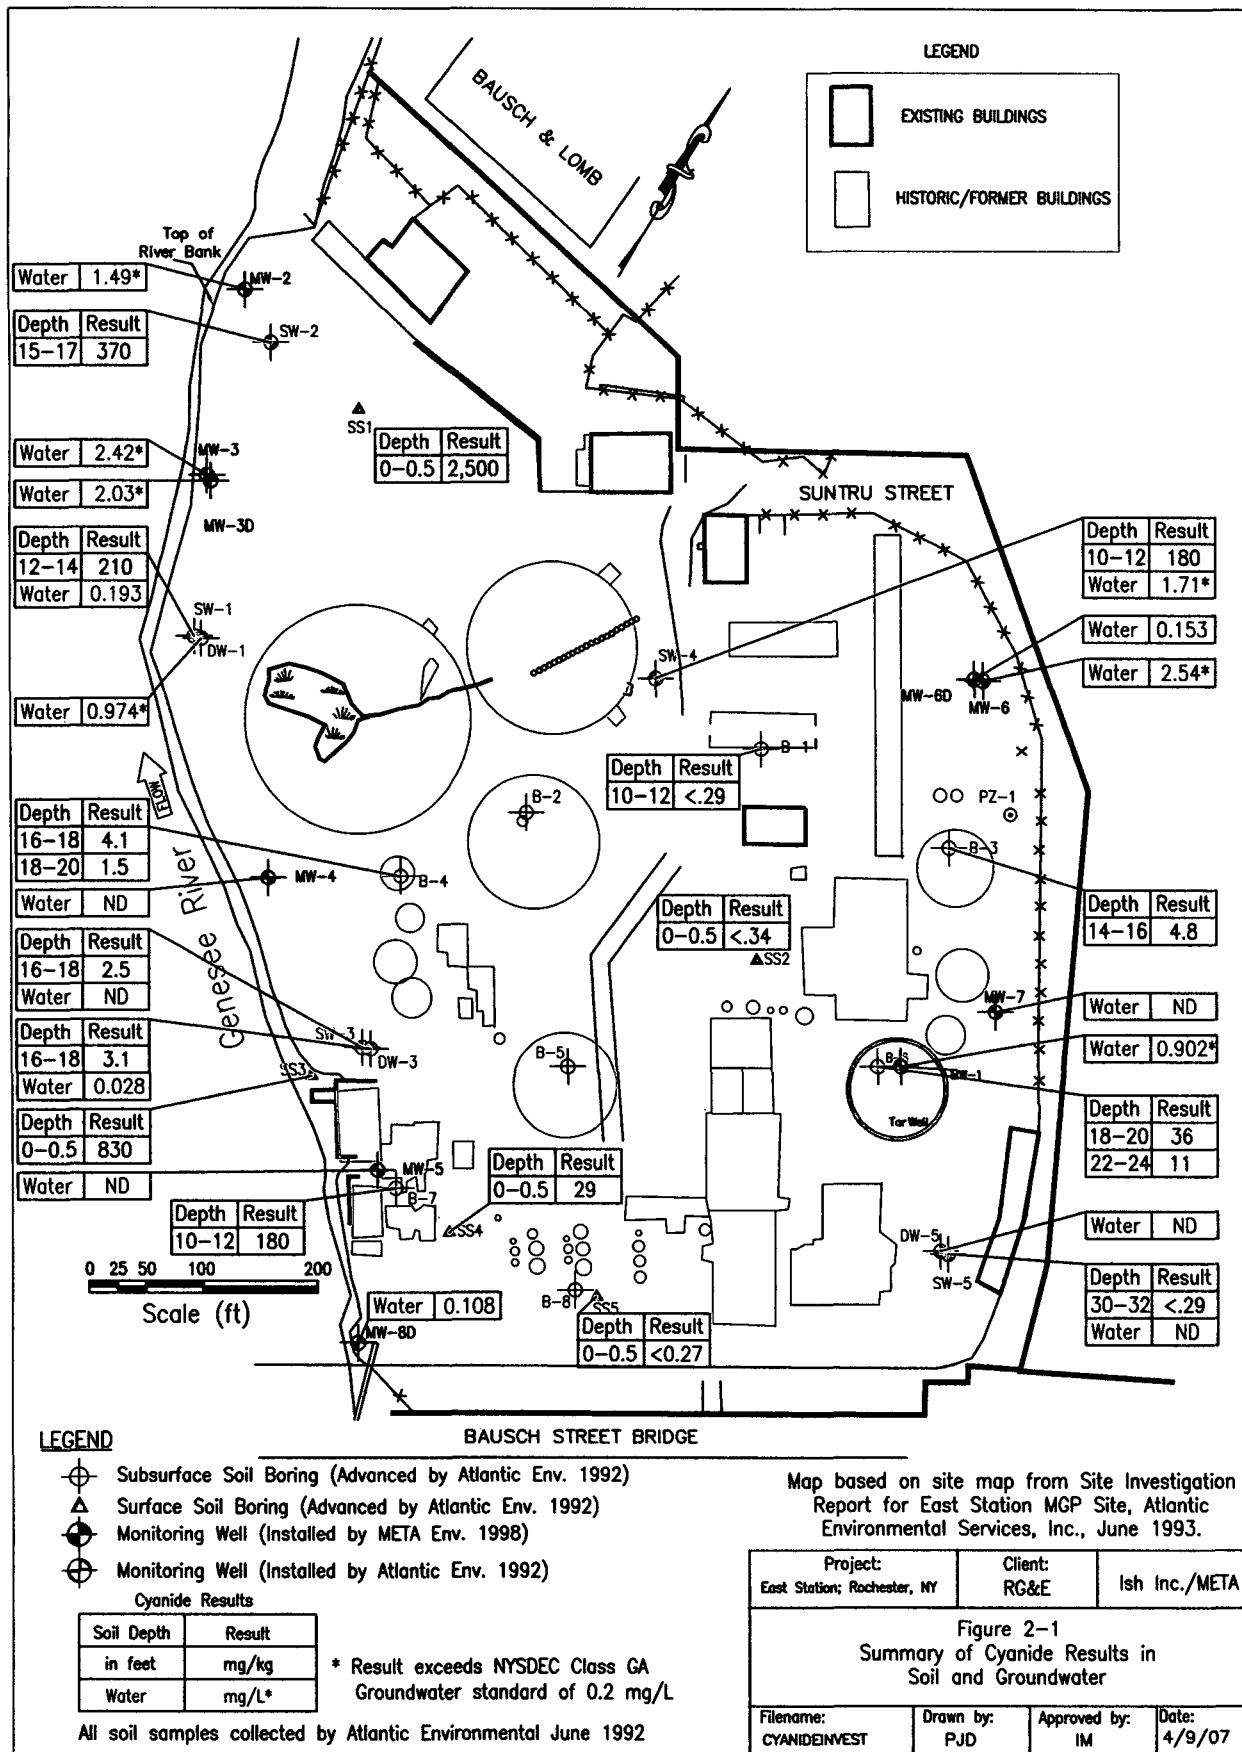 LEGEND
EXISTING BUILDINGS
HISTORIC/FORMER BUILDINGS
BAUSCH & LOMB
Top of
River Bank
Water 1.49*
MW-2
Depth Result
15-17 370
SW-2
SS1
Depth Result
0-0.5 2,500
Water 2.42*
MW-3
Water 2.03*
MW-3D
SUNTRU STREET
Depth Result
12-14 210
Water 0.193
SW-1
DW-1
Water 0.974*
Depth Result
10-12 180
Water 1.71*
SW-4
Water 0.153
Water 2.54*
MW-6D
MW-6
B-1
Depth Result
10-12 <.29
B-2
PZ-1
B-3
FLOW
Genesee River
Depth Result
16-18 4.1
18-20 1.5
B-4
Water ND
MW-4
Depth Result
0-0.5 <.34
SS2
Depth Result
14-16 4.8
Depth Result
16-18 2.5
Water ND
MW-7
Water ND
SW-3
DW-3
Depth Result
16-18 3.1
Water 0.028
SS3
B-5
B-6
MW-1
Tar Well
Water 0.902*
Depth Result
18-20 36
22-24 11
Depth Result
0-0.5 830
Water ND
MW-5
B-7
Depth Result
10-12 180
Depth Result
0-0.5 29
SS4
DW-5
Water ND
SW-5
Depth Result
30-32 <.29
Water ND
0 25 50 100 200
Scale (ft)
Water 0.108
MW-8D
B-8
SS5
Depth Result
0-0.5 <0.27
BAUSCH STREET BRIDGE
LEGEND
Subsurface Soil Boring (Advanced by Atlantic Env. 1992)
Surface Soil Boring (Advanced by Atlantic Env. 1992)
Monitoring Well (Installed by META Env. 1998)
Monitoring Well (Installed by Atlantic Env. 1992)
Cyanide Results
Soil Depth Result
in feet mg/kg
Water mg/L*
* Result exceeds NYSDEC Class GA
Groundwater standard of 0.2 mg/L
All soil samples collected by Atlantic Environmental June 1992
Map based on site map from Site Investigation
Report for East Station MGP Site, Atlantic
Environmental Services, Inc., June 1993.
Project:
East Station; Rochester, NY
Client:
RG&E
Ish Inc./META
Figure 2-1
Summary of Cyanide Results in
Soil and Groundwater
Filename:
CYANIDEINVEST
Drawn by:
PJD
Approved by:
IM
Date:
4/9/07